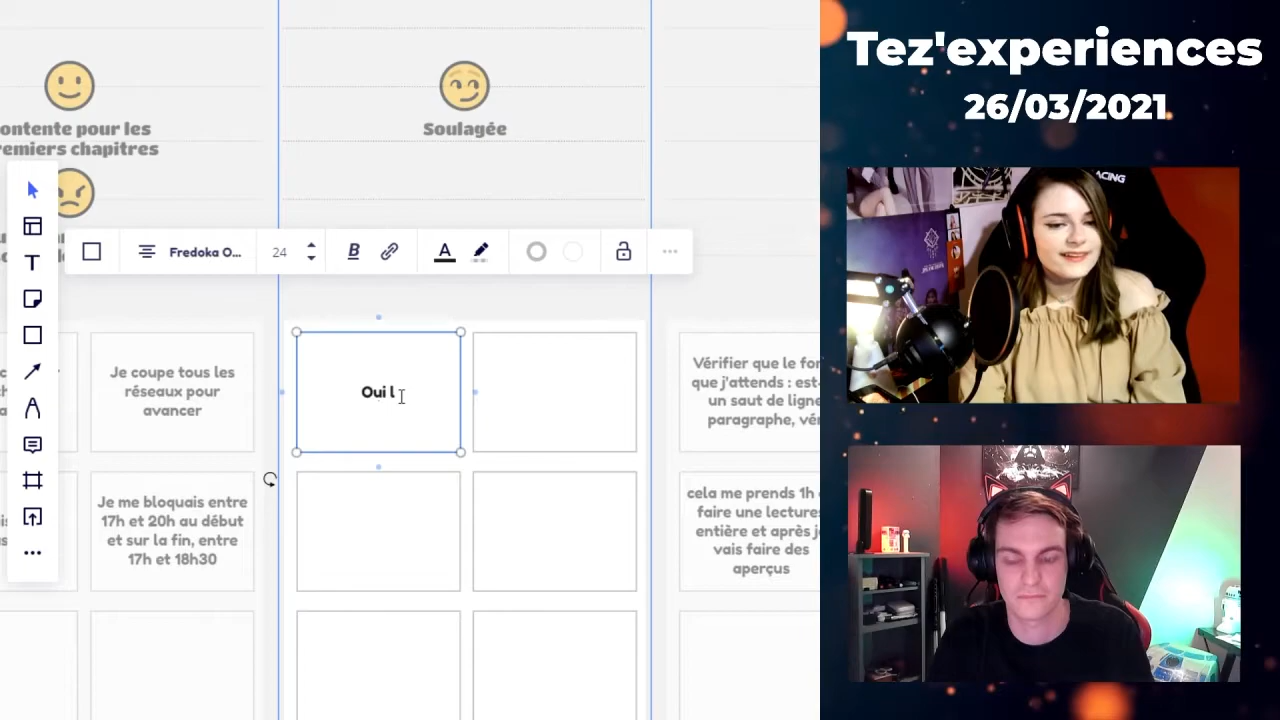 Tez'experiences
26/03/2021
ontente pour les
remiers chapitres
Soulagée
Fredoka O...
24
B
A
T
Je coupe tous les
réseaux pour
avancer
Oui l
Vérifier que le for
que j'attends : est-
un saut de ligne
paragraphe, vér
Je me bloquais entre
17h et 20h au début
et sur la fin, entre
17h et 18h30
cela me prends 1h
faire une lecture
entière et après j
vais faire des
aperçus
ACING